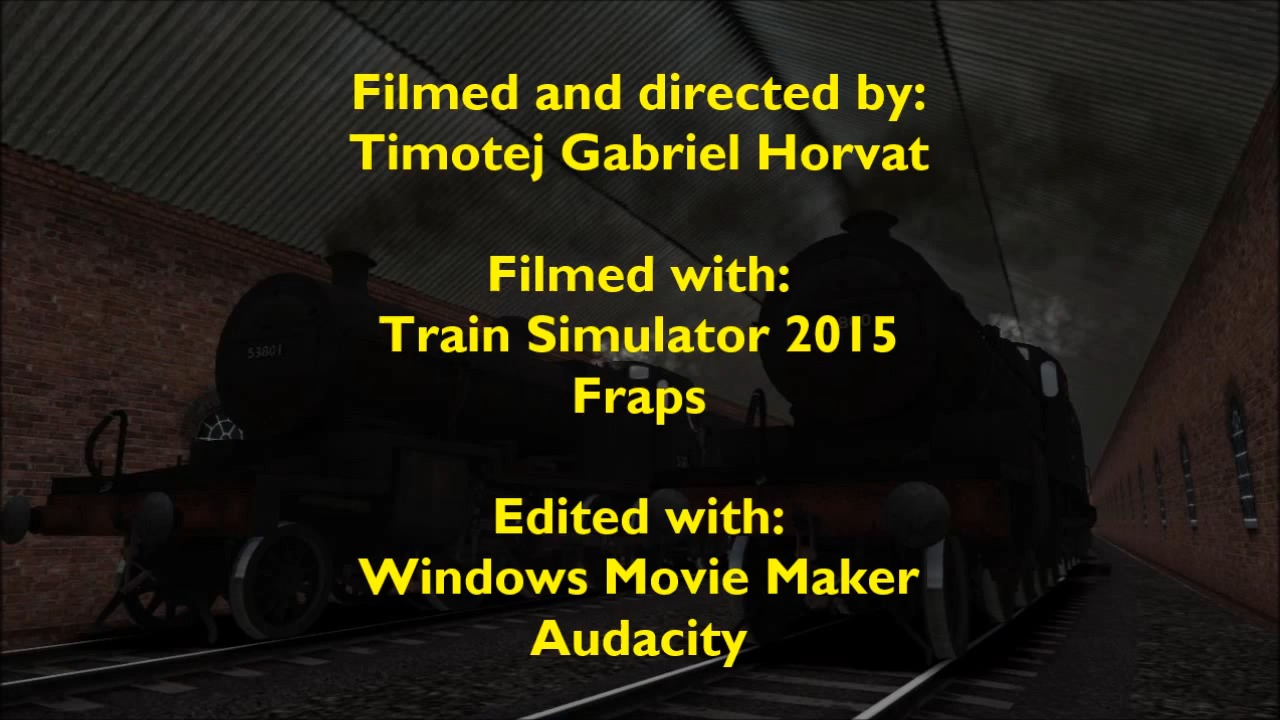 Filmed and directed by:
Timotej Gabriel Horvat
Filmed with:
Train Simulator 2015
Fraps
Edited with:
Windows Movie Maker
Audacity
53801